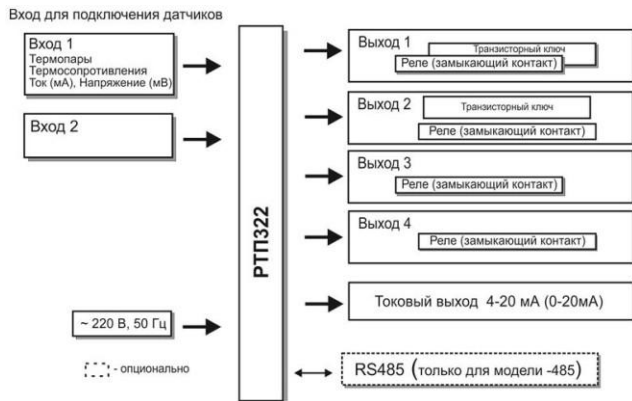 Вход для подключения датчиков
Вход 1
Термопары
Термосопротивления
Ток (мА), Напряжение (мВ)
Вход 2
~ 220 В, 50 Гц
- опционально
РТП322
Выход 1
Транзисторный ключ
Реле (замыкающий контакт)
Выход 2
Транзисторный ключ
Реле (замыкающий контакт)
Выход 3
Реле (замыкающий контакт)
Выход 4
Реле (замыкающий контакт)
Токовый выход 4-20 мА (0-20мА)
RS485 (только для модели -485)